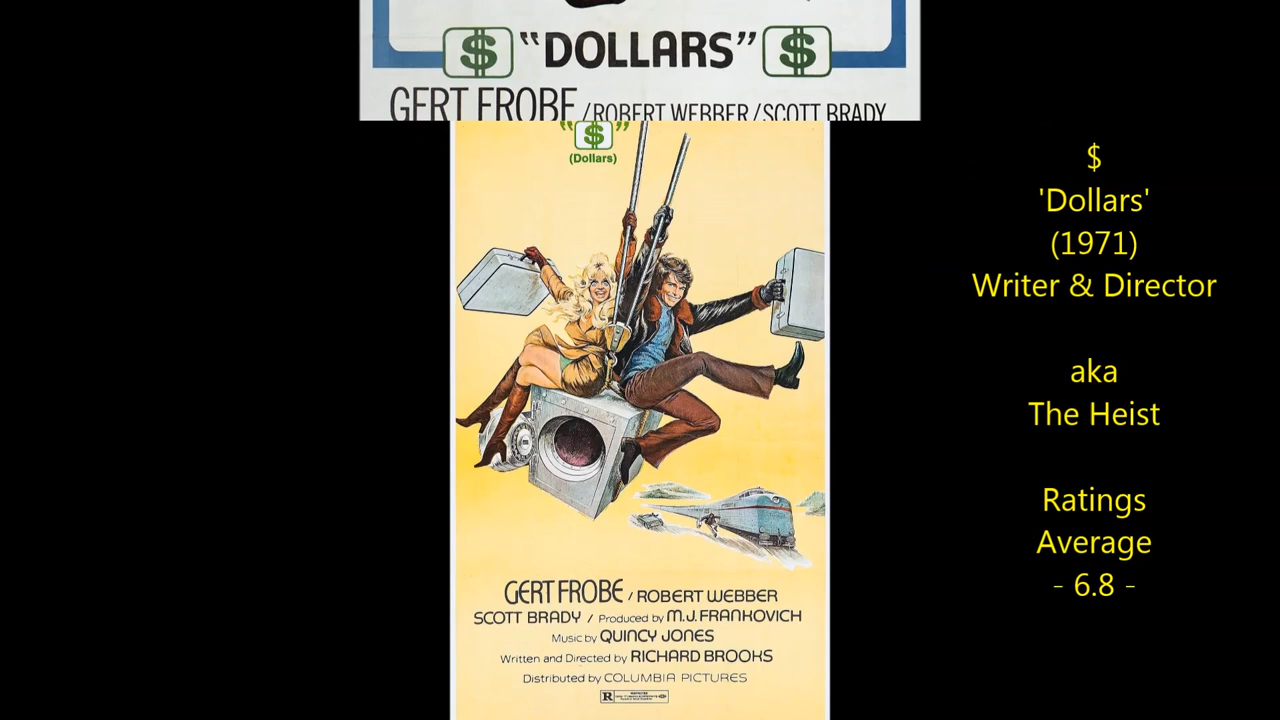 $ "DOLLARS" $
GERT FROBE / ROBERT WEBBER / SCOTT BRADY
"$"
(Dollars)
GERT FROBE / ROBERT WEBBER
SCOTT BRADY / Produced by M.J. FRANKOVICH
Music by QUINCY JONES
Written and Directed by RICHARD BROOKS
Distributed by COLUMBIA PICTURES
R RESTRICTED
$
'Dollars'
(1971)
Writer & Director
aka
The Heist
Ratings
Average
- 6.8 -